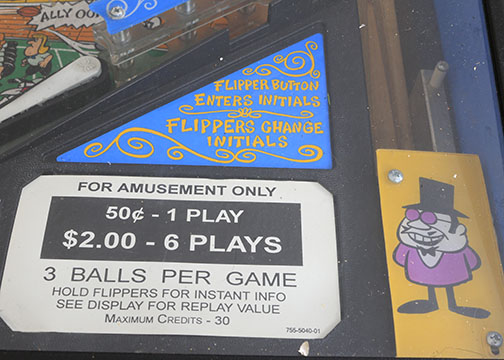 ALLY OO
FLIPPER BUTTON
ENTERS INITIALS
FLIPPERS CHANGE
INITIALS
FOR AMUSEMENT ONLY
50¢ - 1 PLAY
$2.00 - 6 PLAYS
3 BALLS PER GAME
HOLD FLIPPERS FOR INSTANT INFO
SEE DISPLAY FOR REPLAY VALUE
MAXIMUM CREDITS - 30
755-5040-01